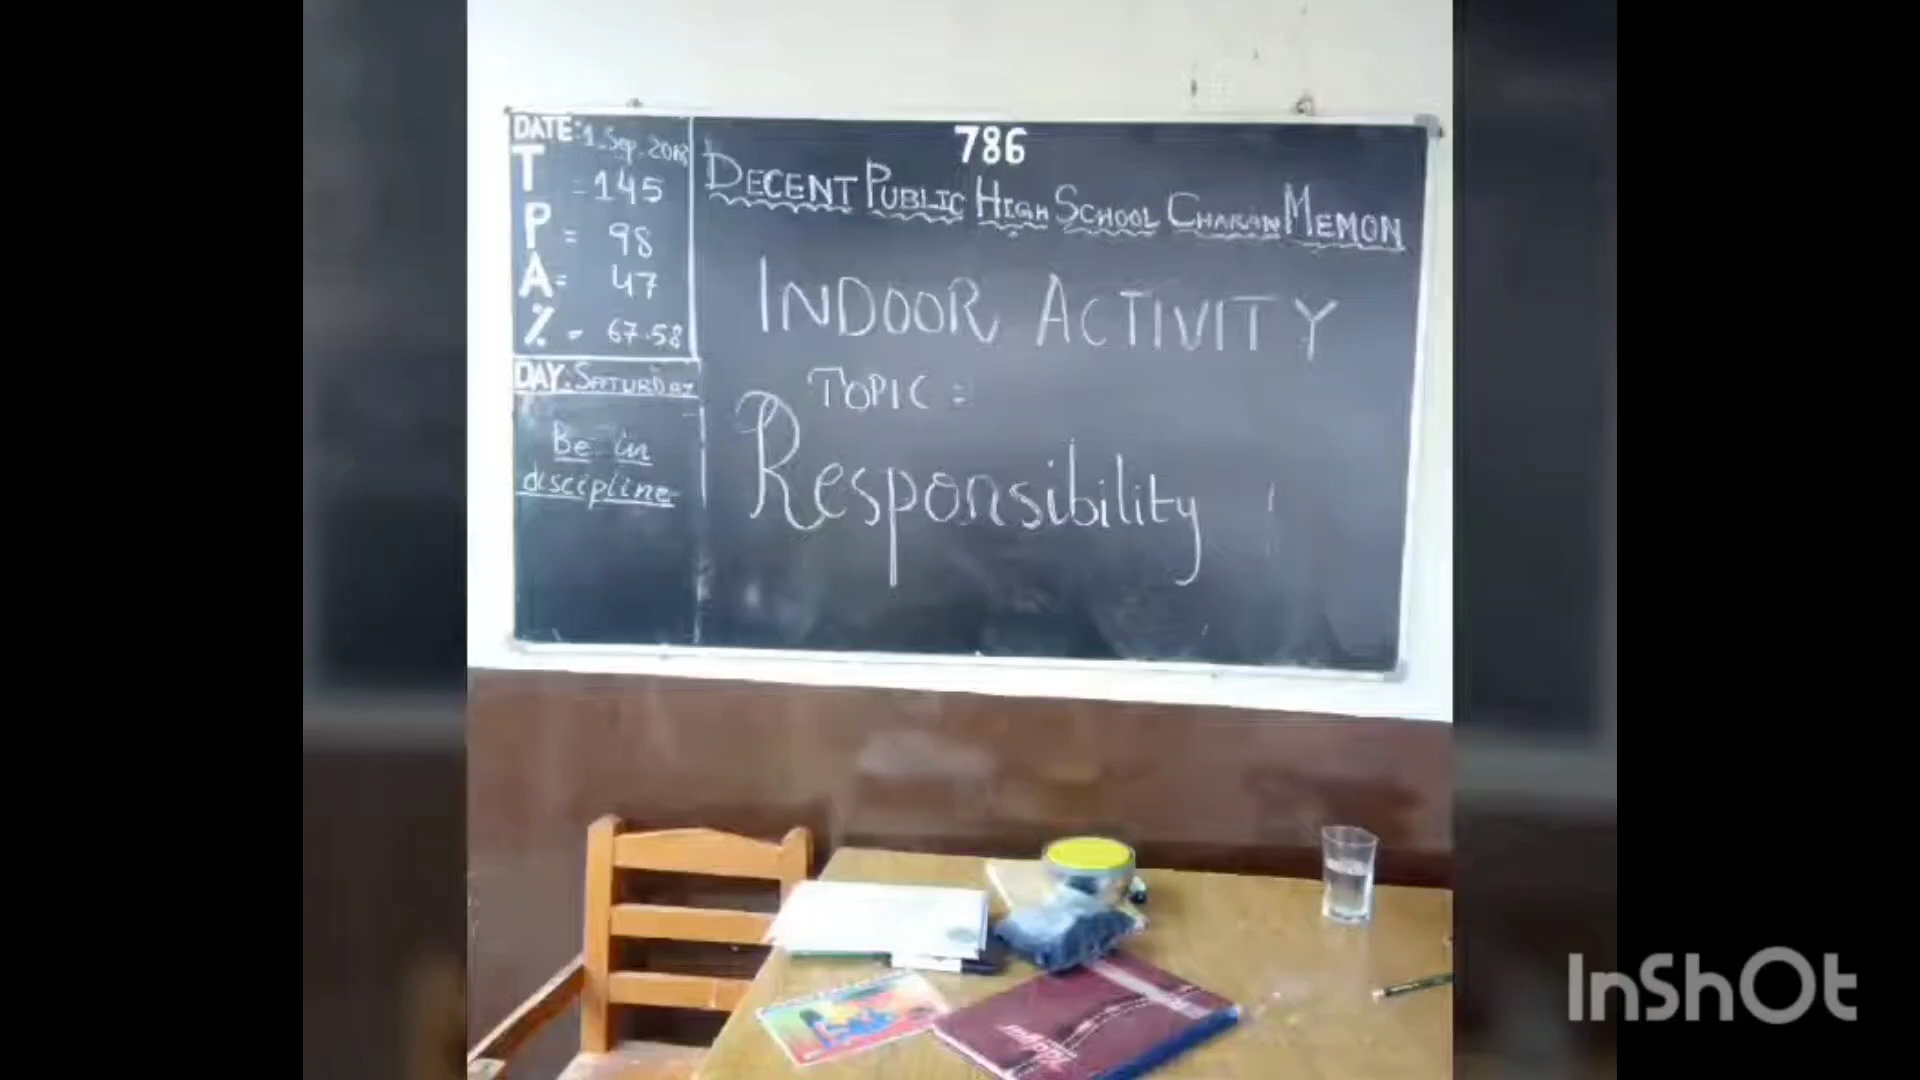 DATE: 1-Sep-2018
T = 145
P = 98
A = 47
% = 67.58
DAY: SATURDAY
Be in
discipline
786
DECENT PUBLIC HIGH SCHOOL CHAKAN MEMON
INDOOR ACTIVITY
TOPIC =
Responsibility
InShOt